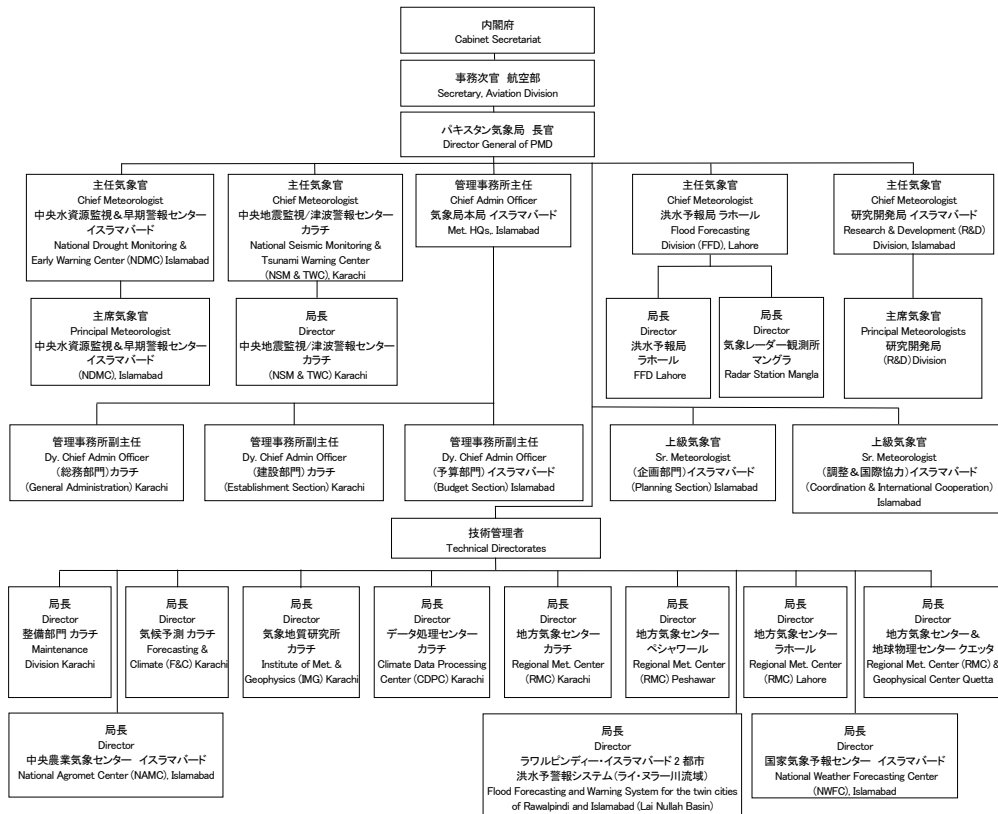 内閣府
Cabinet Secretariat
事務次官 航空部
Secretary, Aviation Division
パキスタン気象局 長官
Director General of PMD
主任気象官
Chief Meteorologist
中央水資源監視&早期警報センター
イスラマバード
National Drought Monitoring &
Early Warning Center (NDMC) Islamabad
主任気象官
Chief Meteorologist
中央地震監視/津波警報センター
カラチ
National Seismic Monitoring &
Tsunami Warning Center
(NSM & TWC), Karachi
管理事務所主任
Chief Admin Officer
気象局本局 イスラマバード
Met. HQs,. Islamabad
主任気象官
Chief Meteorologist
洪水予報局 ラホール
Flood Forecasting
Division (FFD), Lahore
主任気象官
Chief Meteorologist
研究開発局 イスラマバード
Research & Development (R&D)
Division, Islamabad
主席気象官
Principal Meteorologist
中央水資源監視&早期警報センター
イスラマバード
(NDMC), Islamabad
局長
Director
中央地震監視/津波警報センター
カラチ
(NSM & TWC) Karachi
局長
Director
洪水予報局
ラホール
FFD Lahore
局長
Director
気象レーダー観測所
マングラ
Radar Station Mangla
主席気象官
Principal Meteorologists
研究開発局
(R&D) Division
管理事務所副主任
Dy. Chief Admin Officer
(総務部門)カラチ
(General Administration) Karachi
管理事務所副主任
Dy. Chief Admin Officer
(建設部門)カラチ
(Establishment Section) Karachi
管理事務所副主任
Dy. Chief Admin Officer
(予算部門)イスラマバード
(Budget Section) Islamabad
上級気象官
Sr. Meteorologist
(企画部門)イスラマバード
(Planning Section) Islamabad
上級気象官
Sr. Meteorologist
(調整&国際協力)イスラマバード
(Coordination & International Cooperation)
Islamabad
技術管理者
Technical Directorates
局長
Director
整備部門 カラチ
Maintenance
Division Karachi
局長
Director
気候予測 カラチ
Forecasting &
Climate (F&C) Karachi
局長
Director
気象地質研究所
カラチ
Institute of Met. &
Geophysics (IMG) Karachi
局長
Director
データ処理センター
カラチ
Climate Data Processing
Center (CDPC) Karachi
局長
Director
地方気象センター
カラチ
Regional Met. Center
(RMC) Karachi
局長
Director
地方気象センター
ペシャワール
Regional Met. Center
(RMC) Peshawar
局長
Director
地方気象センター
ラホール
Regional Met. Center
(RMC) Lahore
局長
Director
地方気象センター&
地球物理センター クエッタ
Regional Met. Center (RMC) &
Geophysical Center Quetta
局長
Director
中央農業気象センター イスラマバード
National Agromet Center (NAMC), Islamabad
局長
Director
ラワルピンディー・イスラマバード 2 都市
洪水予警報システム(ライ・ヌラー川流域)
Flood Forecasting and Warning System for the twin cities
of Rawalpindi and Islamabad (Lai Nullah Basin)
局長
Director
国家気象予報センター イスラマバード
National Weather Forecasting Center
(NWFC), Islamabad